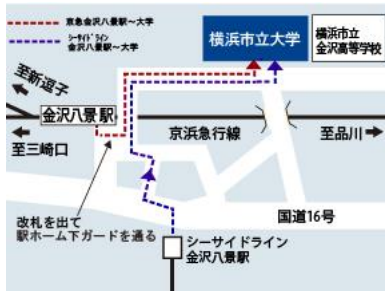 京急金沢八景駅～大学
シーサイドライン
金沢八景駅～大学
横浜市立大学
横浜市立
金沢高等学校
至新逗子
金沢八景駅
京浜急行線
至品川
至三崎口
改札を出て
駅ホーム下ガードを通る
国道16号
シーサイドライン
金沢八景駅